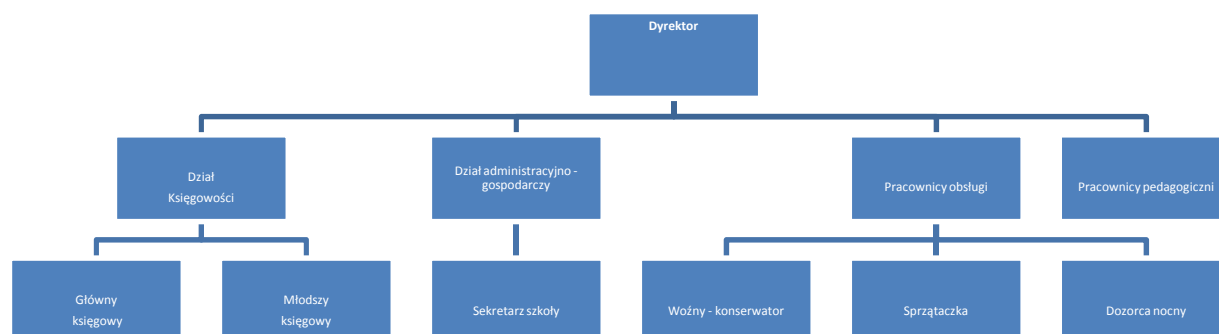 Dyrektor
Dział
Księgowości
Dział administracyjno -
gospodarczy
Pracownicy obsługi
Pracownicy pedagogiczni
Główny
księgowy
Młodszy
księgowy
Sekretarz szkoły
Woźny - konserwator
Sprzątaczka
Dozorca nocny